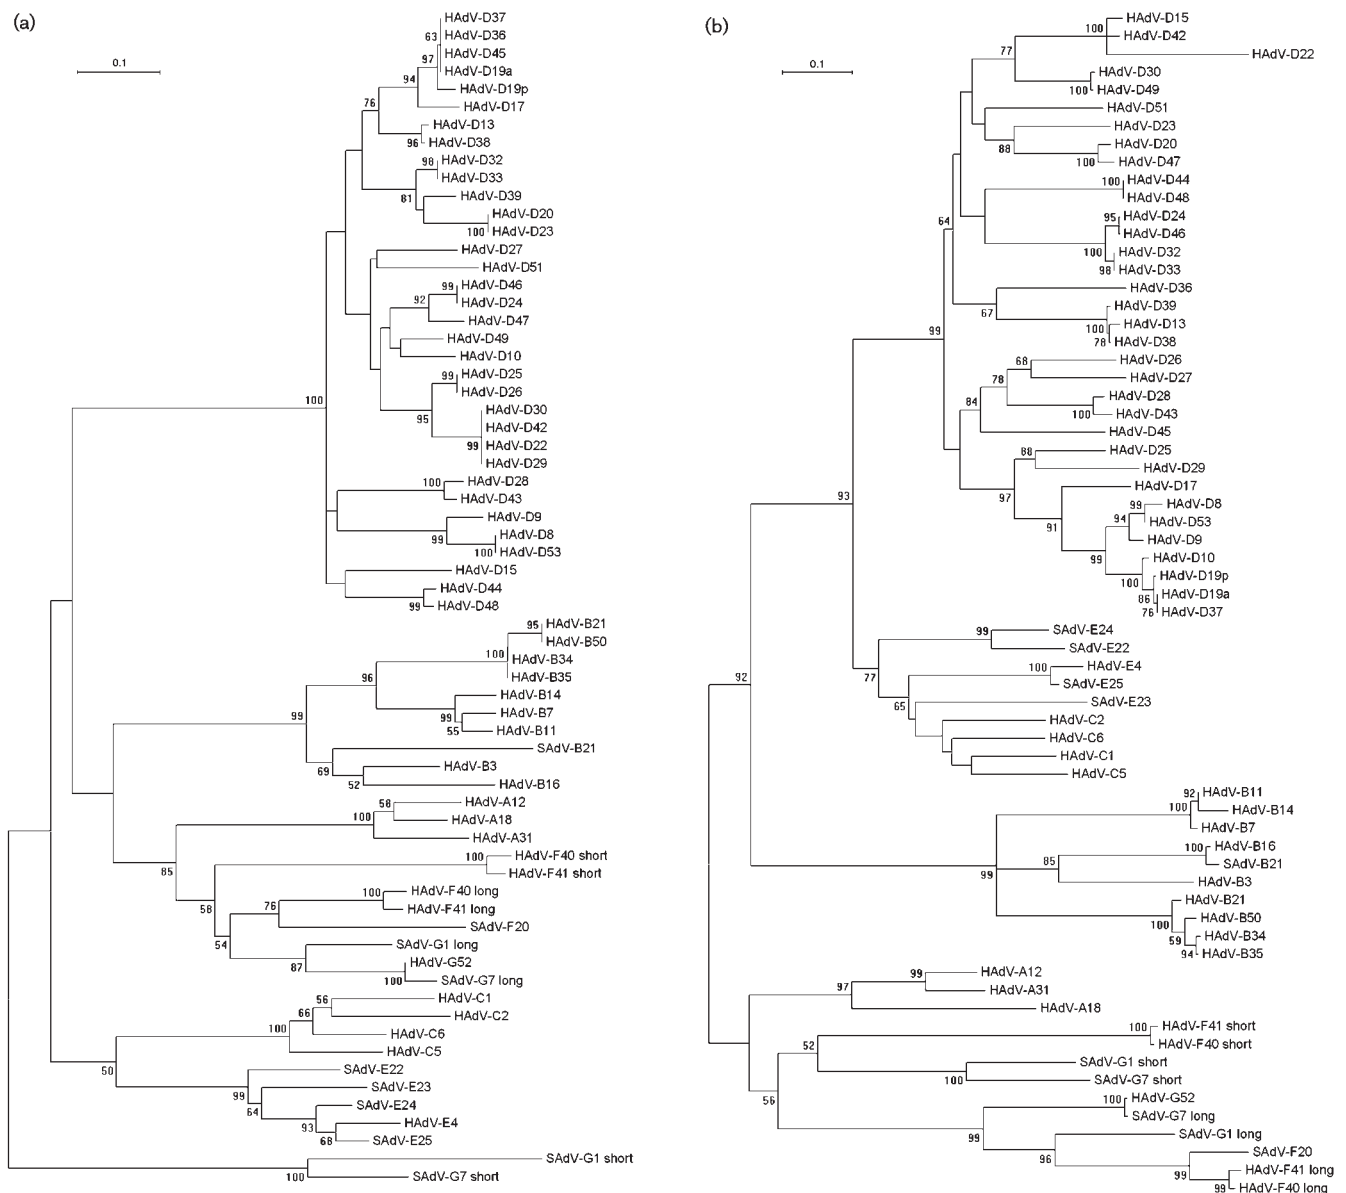 (a)
0.1
HAdV-D37
HAdV-D36
63
HAdV-D45
97
HAdV-D19a
94
HAdV-D19p
76
HAdV-D17
HAdV-D13
96
HAdV-D38
98
HAdV-D32
HAdV-D33
81
HAdV-D39
HAdV-D20
100
HAdV-D23
HAdV-D27
HAdV-D51
99
HAdV-D46
92
HAdV-D24
HAdV-D47
HAdV-D49
HAdV-D10
99
HAdV-D25
HAdV-D26
100
95
HAdV-D30
HAdV-D42
99
HAdV-D22
HAdV-D29
100
HAdV-D28
HAdV-D43
HAdV-D9
99
HAdV-D8
100
HAdV-D53
HAdV-D15
HAdV-D44
99
HAdV-D48
95
HAdV-B21
HAdV-B50
100
HAdV-B34
HAdV-B35
96
HAdV-B14
99
HAdV-B7
99
55
HAdV-B11
SAdV-B21
69
HAdV-B3
52
HAdV-B16
56
HAdV-A12
100
HAdV-A18
HAdV-A31
100
HAdV-F40 short
85
HAdV-F41 short
100
HAdV-F40 long
58
76
HAdV-F41 long
SAdV-F20
54
SAdV-G1 long
87
HAdV-G52
100
SAdV-G7 long
56
HAdV-C1
66
HAdV-C2
100
HAdV-C6
HAdV-C5
50
SAdV-E22
99
SAdV-E23
64
SAdV-E24
93
HAdV-E4
68
SAdV-E25
SAdV-G1 short
100
SAdV-G7 short
(b)
0.1
HAdV-D15
100
HAdV-D42
77
HAdV-D22
HAdV-D30
100
HAdV-D49
HAdV-D51
HAdV-D23
88
HAdV-D20
100
HAdV-D47
100
HAdV-D44
HAdV-D48
64
95
HAdV-D24
HAdV-D46
100
HAdV-D32
98
HAdV-D33
HAdV-D36
67
HAdV-D39
99
100
HAdV-D13
78
HAdV-D38
68
HAdV-D26
78
HAdV-D27
84
HAdV-D28
100
HAdV-D43
HAdV-D45
88
HAdV-D25
HAdV-D29
97
HAdV-D17
93
99
HAdV-D8
94
HAdV-D53
91
HAdV-D9
99
HAdV-D10
100
HAdV-D19p
86
HAdV-D19a
76
HAdV-D37
99
SAdV-E24
SAdV-E22
100
HAdV-E4
77
SAdV-E25
92
65
SAdV-E23
HAdV-C2
HAdV-C6
HAdV-C1
HAdV-C5
92
HAdV-B11
100
HAdV-B14
HAdV-B7
100
HAdV-B16
85
SAdV-B21
99
HAdV-B3
HAdV-B21
100
HAdV-B50
59
HAdV-B34
94
HAdV-B35
99
HAdV-A12
97
HAdV-A31
HAdV-A18
100
HAdV-F41 short
52
HAdV-F40 short
SAdV-G1 short
100
SAdV-G7 short
56
100
HAdV-G52
SAdV-G7 long
99
SAdV-G1 long
96
SAdV-F20
HAdV-F41 long
99
HAdV-F40 long